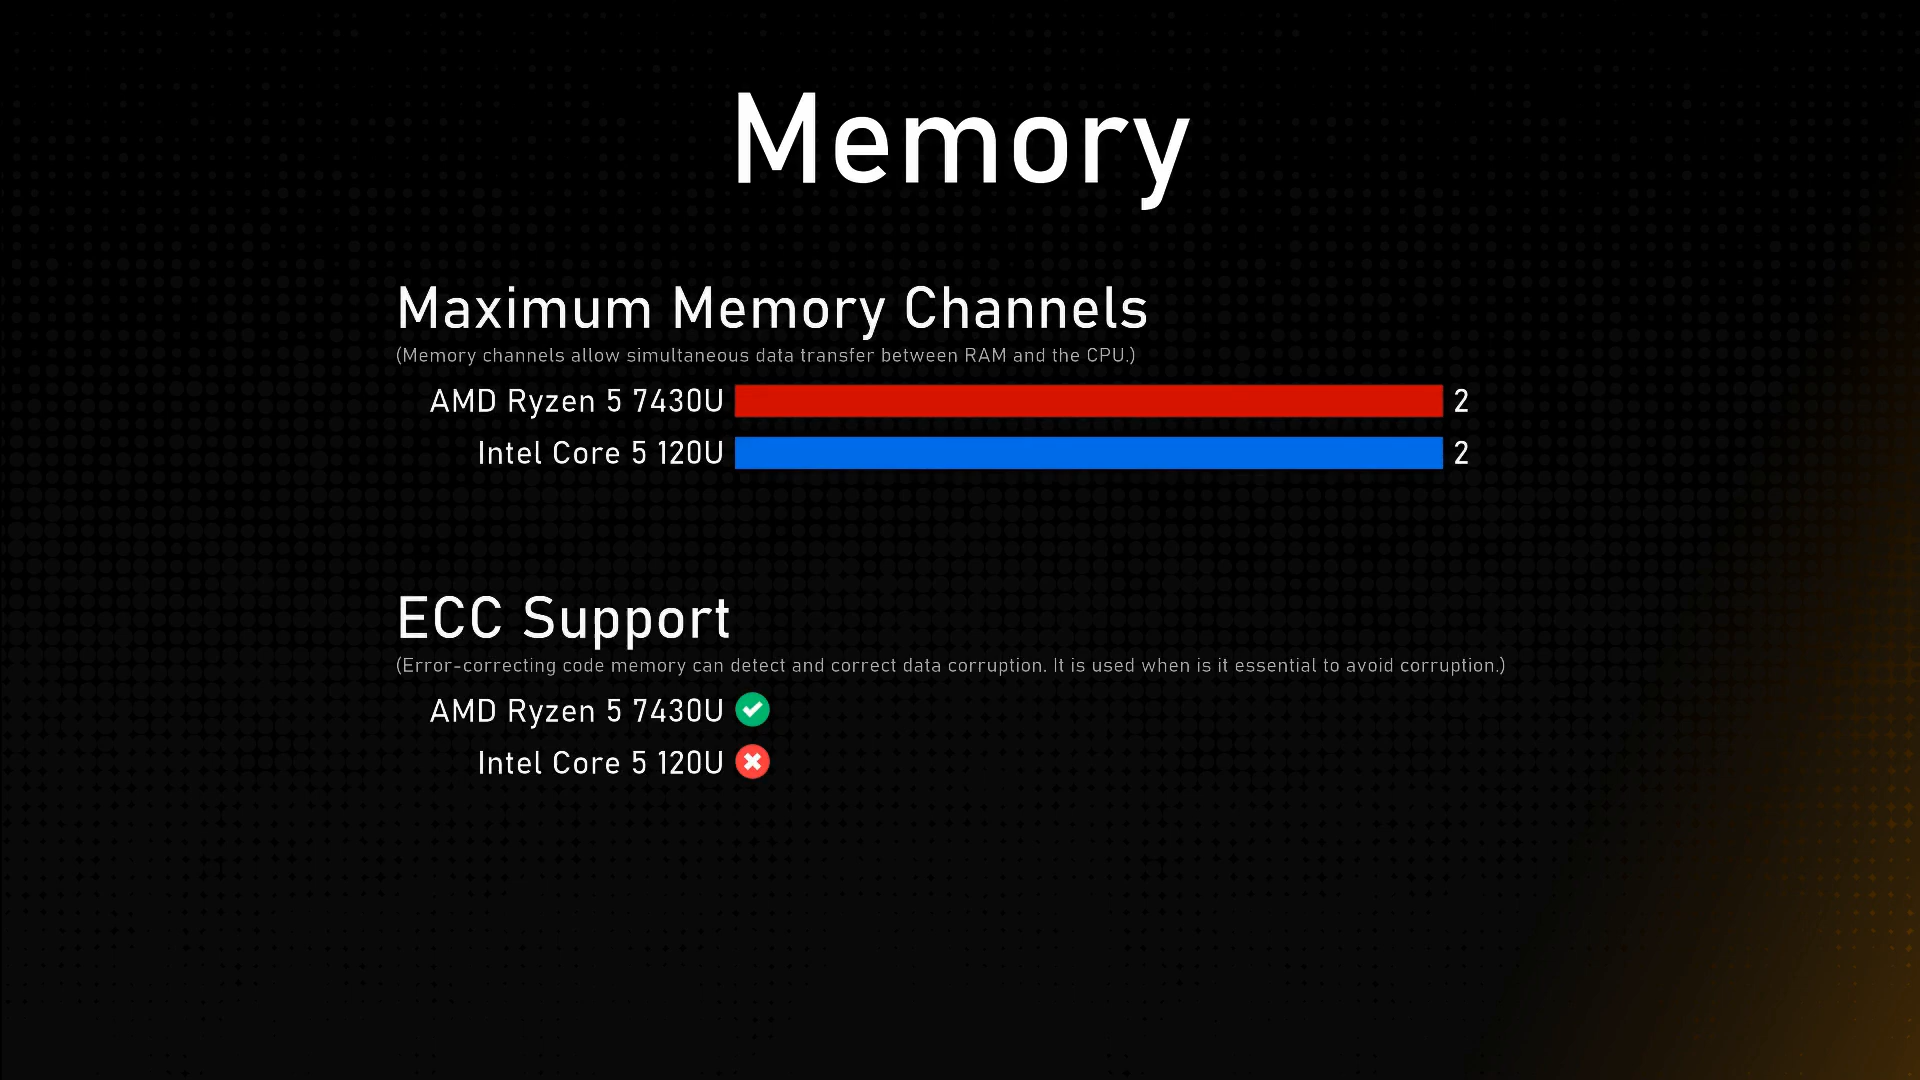 Memory
Maximum Memory Channels
(Memory channels allow simultaneous data transfer between RAM and the CPU.)
AMD Ryzen 5 7430U 2
Intel Core 5 120U 2
ECC Support
(Error-correcting code memory can detect and correct data corruption. It is used when is it essential to avoid corruption.)
AMD Ryzen 5 7430U
Intel Core 5 120U